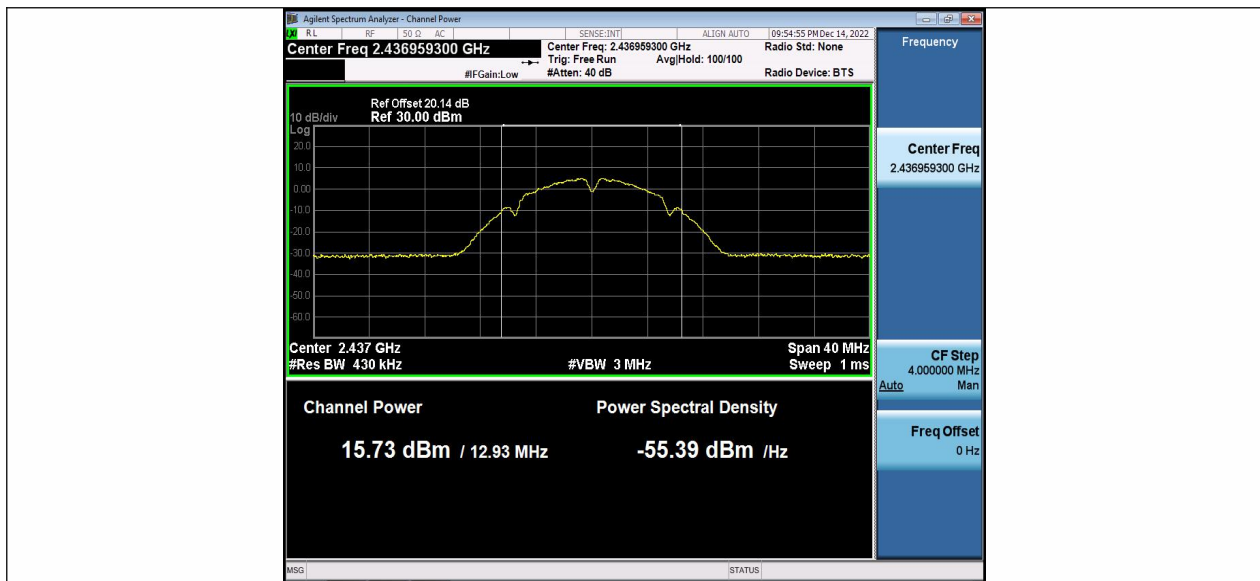 Agilent Spectrum Analyzer - Channel Power
RL RF 50 Ω AC SENSE:INT ALIGN AUTO 09:54:55 PM Dec 14, 2022
Center Freq 2.436959300 GHz
Center Freq: 2.436959300 GHz
Radio Std: None
Trig: Free Run Avg|Hold: 100/100
#IFGain:Low #Atten: 40 dB Radio Device: BTS
Frequency
Ref Offset 20.14 dB
10 dB/div Ref 30.00 dBm
Log
20.0
10.0
0.00
-10.0
-20.0
-30.0
-40.0
-50.0
-60.0
Center 2.437 GHz Span 40 MHz
#Res BW 430 kHz #VBW 3 MHz Sweep 1 ms
Channel Power Power Spectral Density
15.73 dBm / 12.93 MHz -55.39 dBm /Hz
Center Freq
2.436959300 GHz
CF Step
4.000000 MHz
Auto Man
Freq Offset
0 Hz
MSG STATUS